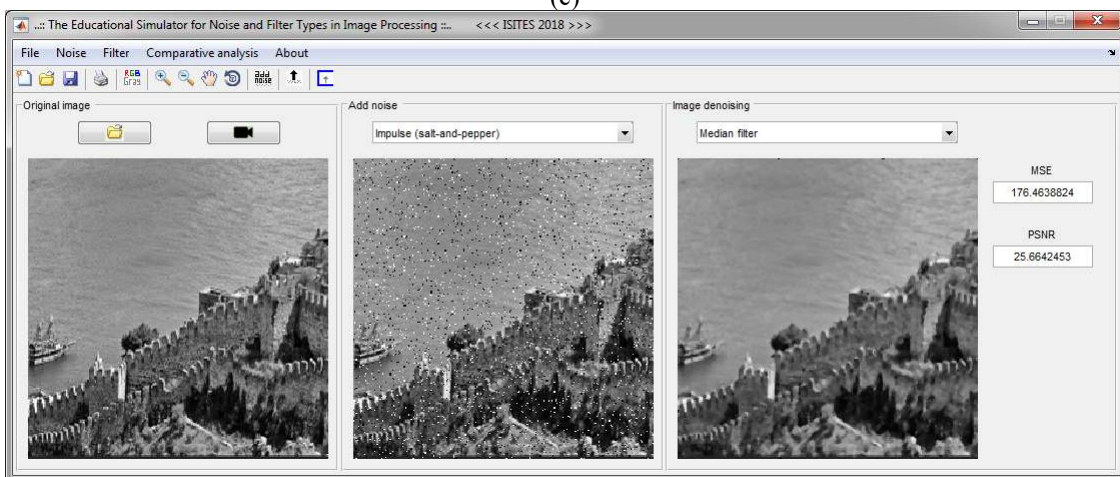 (c)
..:: The Educational Simulator for Noise and Filter Types in Image Processing ::.. <<< ISITES 2018 >>>
File Noise Filter Comparative analysis About
RGB
Gray
add
noise
Original image
Add noise
Image denoising
Impulse (salt-and-pepper)
Median filter
MSE
176.4638824
PSNR
25.6642453